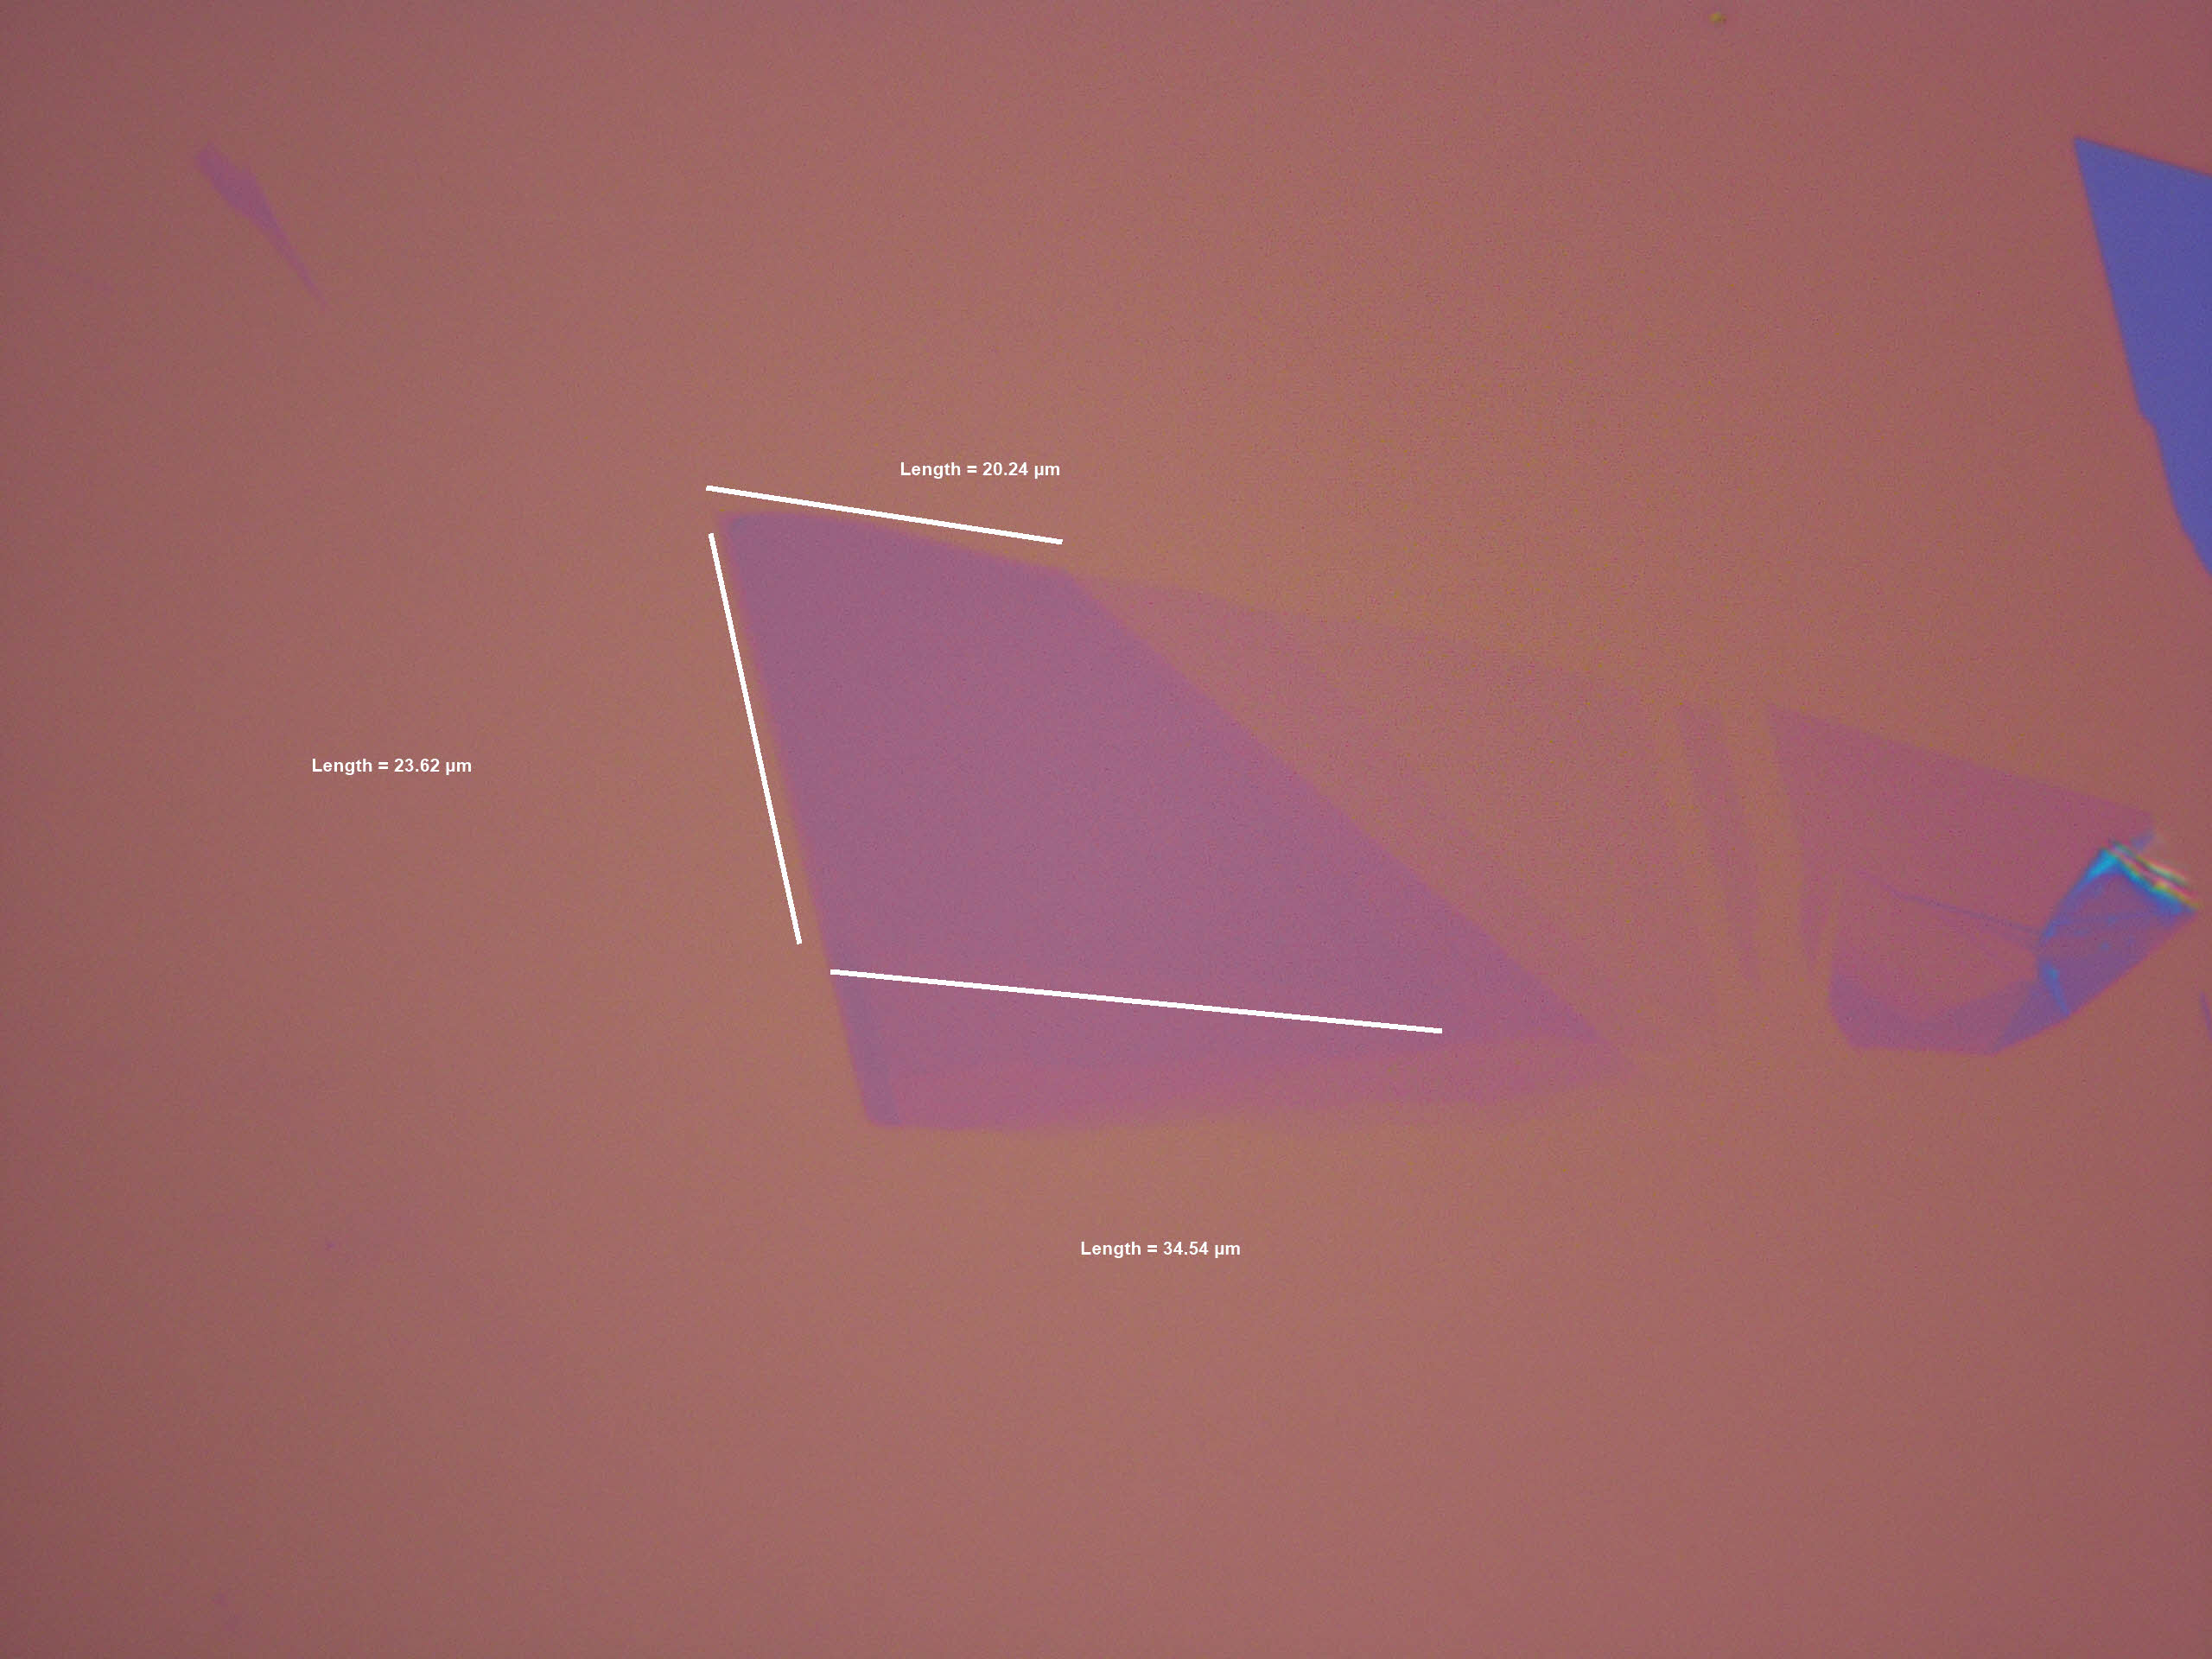 Length = 20.24 µm
Length = 23.62 µm
Length = 34.54 µm